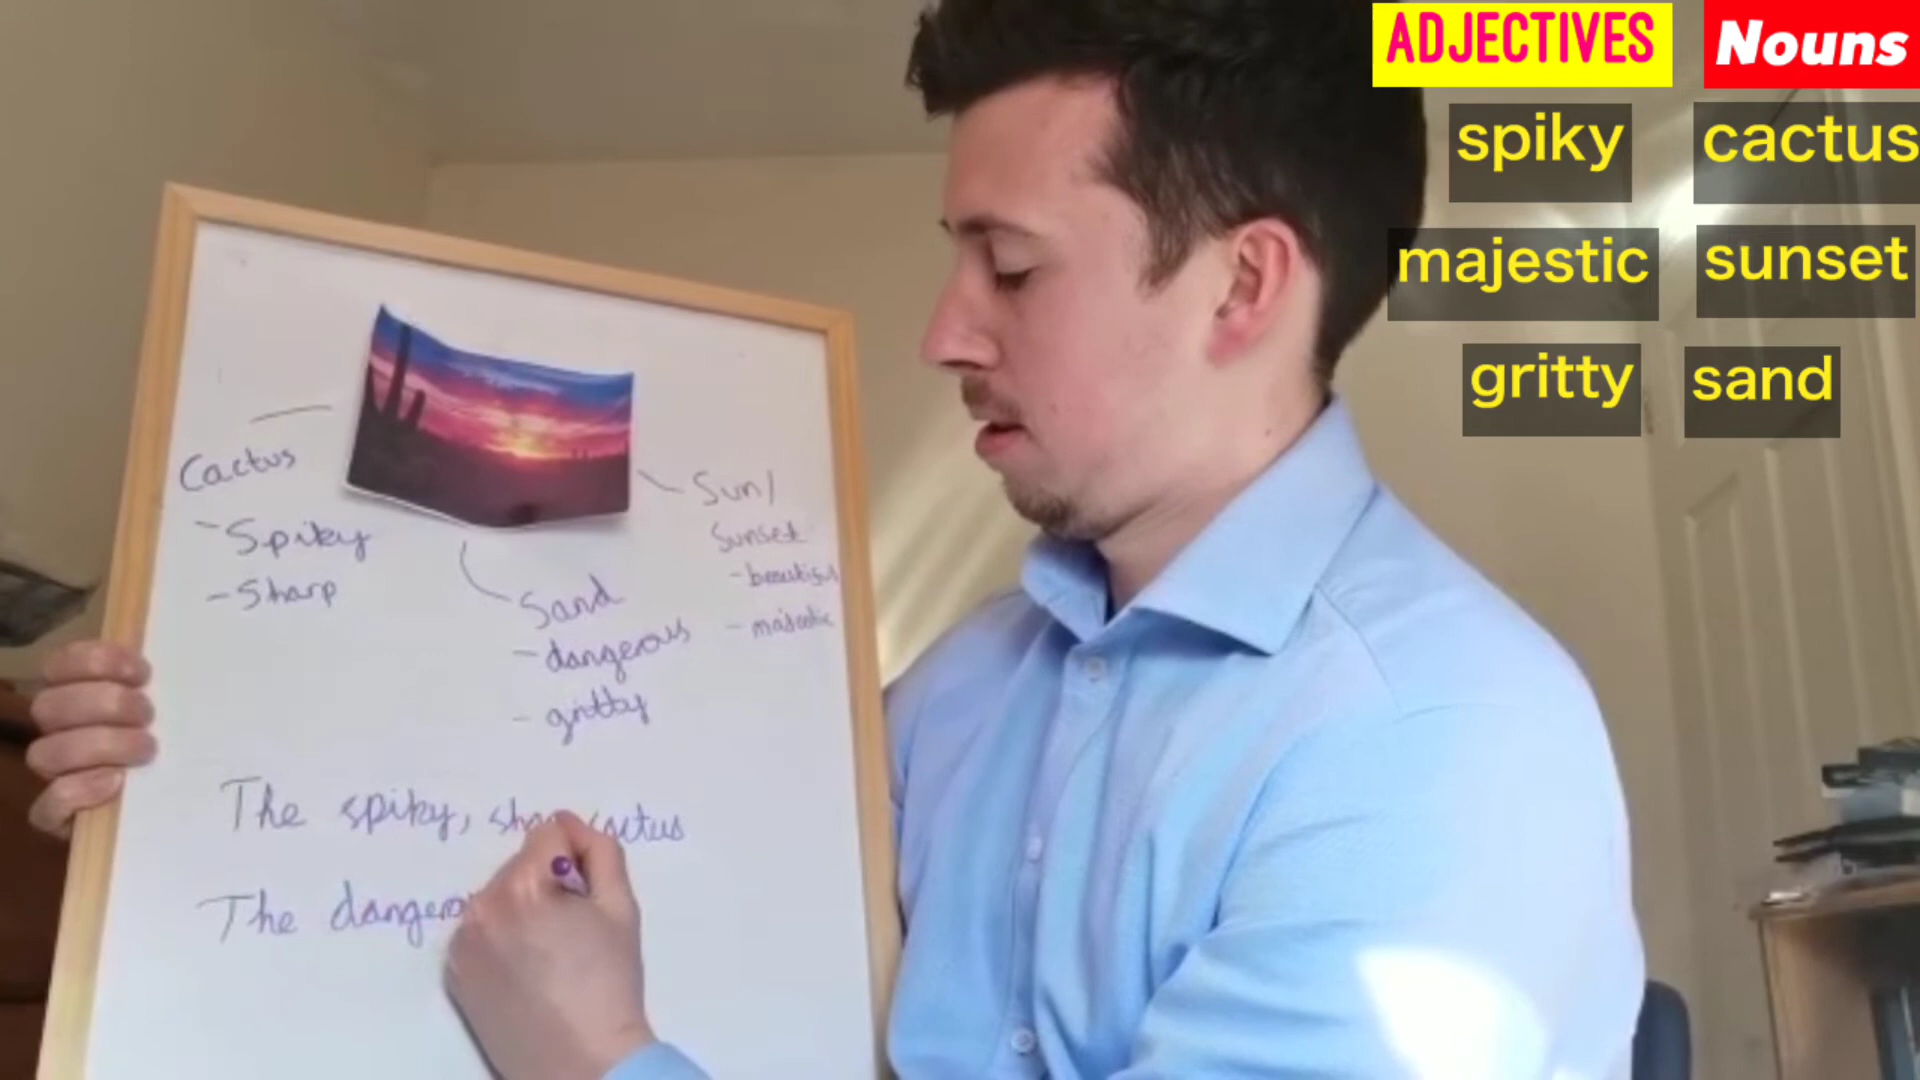 ADJECTIVES Nouns
spiky cactus
majestic sunset
gritty sand
Cactus
- Spiky
- Sharp
Sand
- dangerous
- gritty
Sun/
Sunset
- beautiful
The spiky, cactus
The